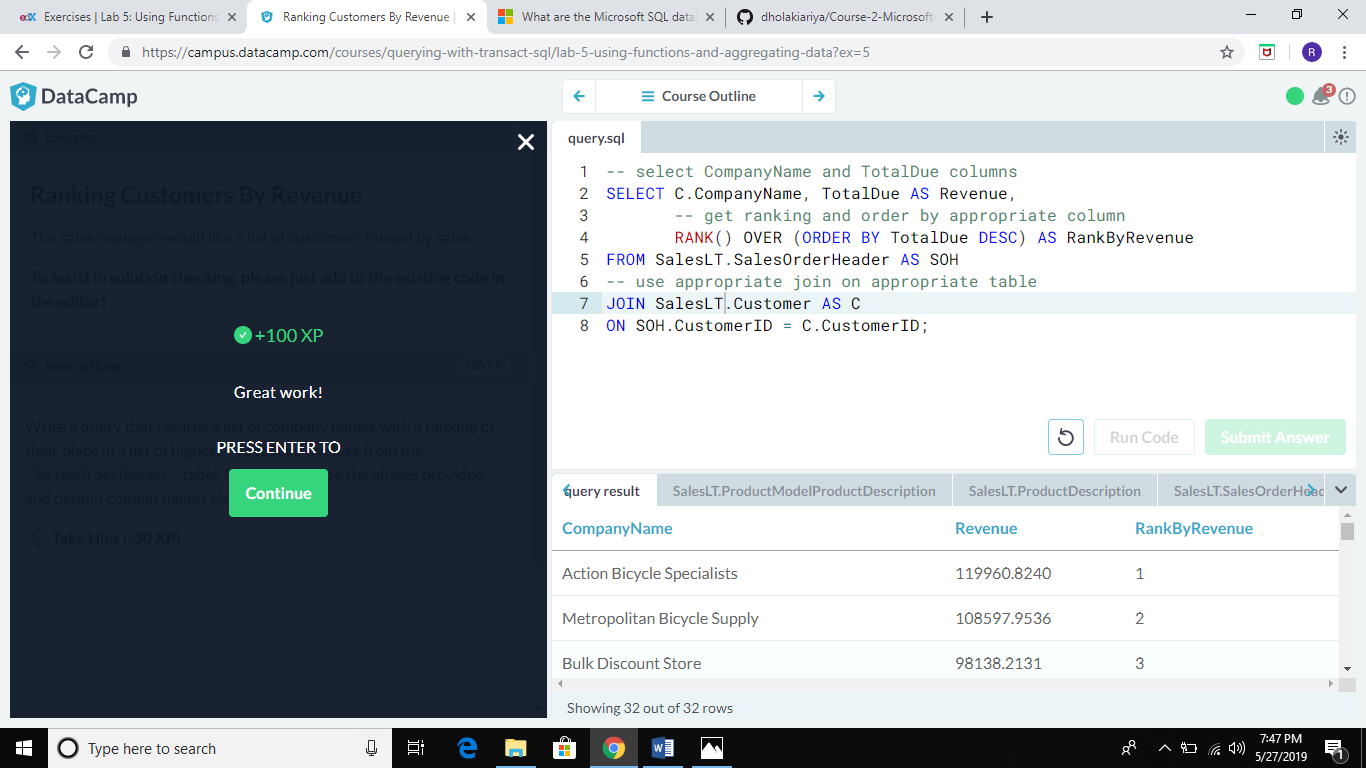 Exercises | Lab 5: Using Functions
Ranking Customers By Revenue |
What are the Microsoft SQL data
dholakiariya/Course-2-Microsoft
https://campus.datacamp.com/courses/querying-with-transact-sql/lab-5-using-functions-and-aggregating-data?ex=5
R
DataCamp
Course Outline
3
Exercise
Ranking Customers By Revenue
The sales manager would like a list of customers ranked by sales.
To assist in solution checking, please just add to the existing code in
the editor!
+100 XP
Instructions
100 XP
Great work!
Write a query that returns a list of company names with a ranking of
their place in a list of highest
from the
PRESS ENTER TO
SalesOrderHeader table.
the aliases provided,
and default column names
Continue
Take Hint (-30 XP)
query.sql
1 -- select CompanyName and TotalDue columns
2 SELECT C.CompanyName, TotalDue AS Revenue,
3 -- get ranking and order by appropriate column
4 RANK() OVER (ORDER BY TotalDue DESC) AS RankByRevenue
5 FROM SalesLT.SalesOrderHeader AS SOH
6 -- use appropriate join on appropriate table
7 JOIN SalesLT.Customer AS C
8 ON SOH.CustomerID = C.CustomerID;
Run Code
Submit Answer
query result
SalesLT.ProductModelProductDescription
SalesLT.ProductDescription
SalesLT.SalesOrderHead
CompanyName Revenue RankByRevenue
Action Bicycle Specialists 119960.8240 1
Metropolitan Bicycle Supply 108597.9536 2
Bulk Discount Store 98138.2131 3
Showing 32 out of 32 rows
Type here to search
7:47 PM
5/27/2019
1